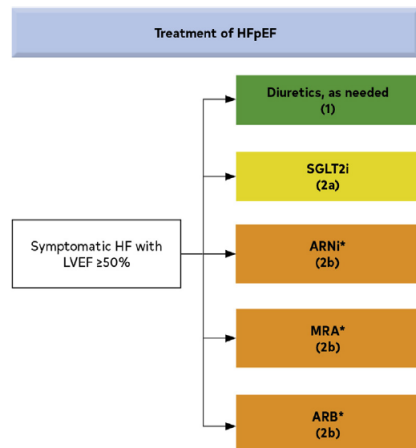 Treatment of HFpEF
Diuretics, as needed
(1)
SGLT2i
(2a)
Symptomatic HF with
LVEF ≥50%
ARNi*
(2b)
MRA*
(2b)
ARB*
(2b)